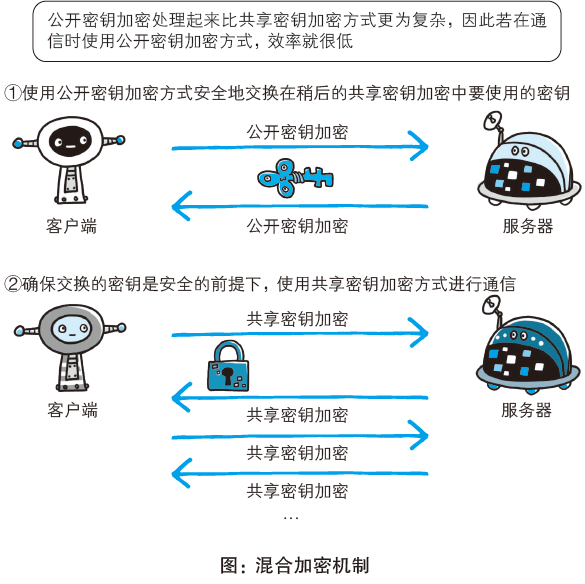 公开密钥加密处理起来比共享密钥加密方式更为复杂，因此若在通
信时使用公开密钥加密方式，效率就很低
①使用公开密钥加密方式安全地交换在稍后的共享密钥加密中要使用的密钥
公开密钥加密
公开密钥加密
客户端
服务器
②确保交换的密钥是安全的前提下，使用共享密钥加密方式进行通信
共享密钥加密
共享密钥加密
客户端
服务器
共享密钥加密
共享密钥加密
…
图：混合加密机制